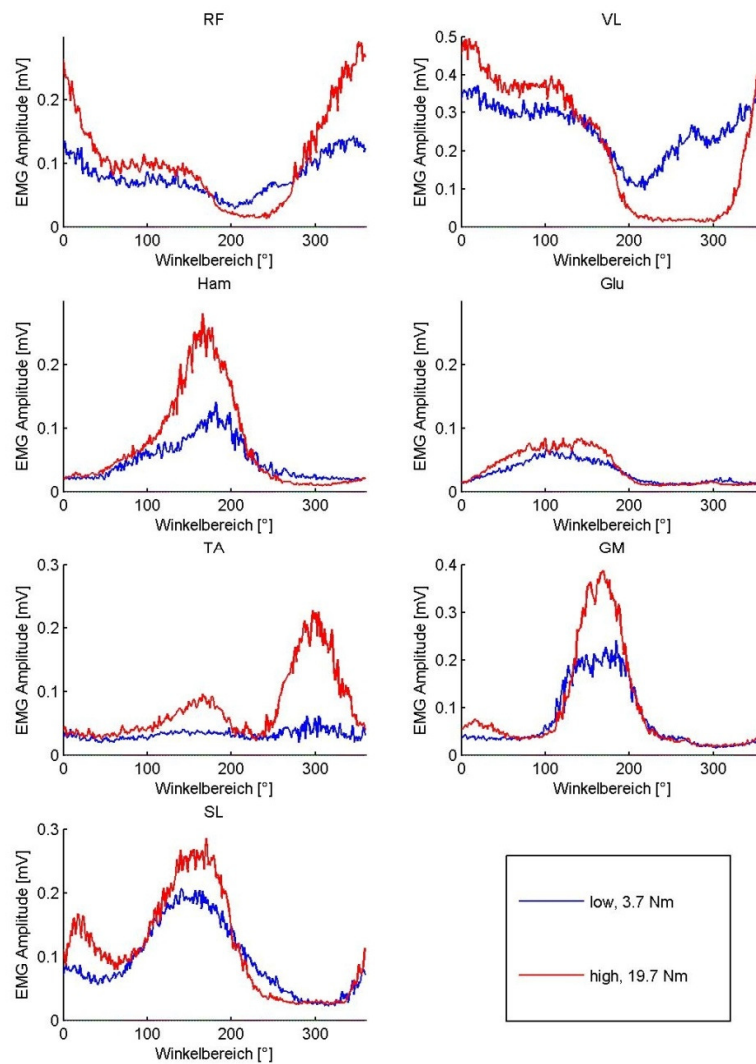 RF
EMG Amplitude [mV]
0.2
0.1
0
0 100 200 300
Winkelbereich [°]
VL
EMG Amplitude [mV]
0.5
0.4
0.3
0.2
0.1
0
0 100 200 300
Winkelbereich [°]
Ham
EMG Amplitude [mV]
0.2
0.1
0
0 100 200 300
Winkelbereich [°]
Glu
EMG Amplitude [mV]
0.2
0.1
0
0 100 200 300
Winkelbereich [°]
TA
EMG Amplitude [mV]
0.3
0.2
0.1
0
0 100 200 300
Winkelbereich [°]
GM
EMG Amplitude [mV]
0.4
0.3
0.2
0.1
0
0 100 200 300
Winkelbereich [°]
SL
EMG Amplitude [mV]
0.3
0.2
0.1
0
0 100 200 300
Winkelbereich [°]
low, 3.7 Nm
high, 19.7 Nm